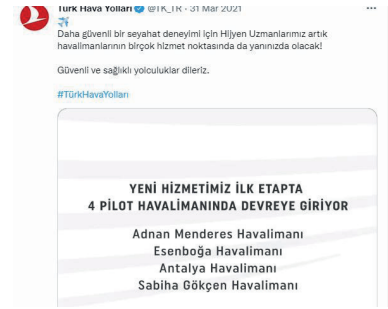 Türk Hava Yolları @TK_TR · 31 Mar 2021
Daha güvenli bir seyahat deneyimi için Hijyen Uzmanlarımız artık
havalimanlarının birçok hizmet noktasında da yanınızda olacak!
Güvenli ve sağlıklı yolculuklar dileriz.
#TürkHavaYolları
YENİ HİZMETİMİZ İLK ETAPTA
4 PİLOT HAVALİMANINDA DEVREYE GİRİYOR
Adnan Menderes Havalimanı
Esenboğa Havalimanı
Antalya Havalimanı
Sabiha Gökçen Havalimanı